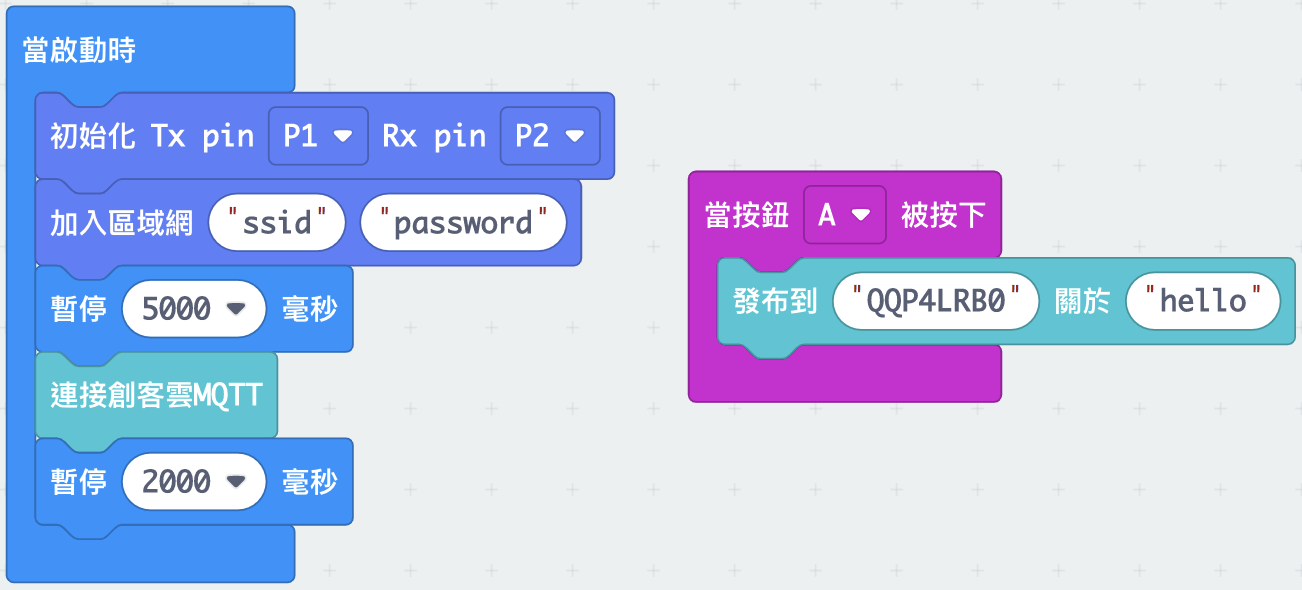 當啟動時
初始化 Tx pin P1 Rx pin P2
加入區域網 "ssid" "password"
暫停 5000 毫秒
連接創客雲MQTT
暫停 2000 毫秒
當按鈕 A 被按下
發布到 "QQP4LRB0" 關於 "hello"